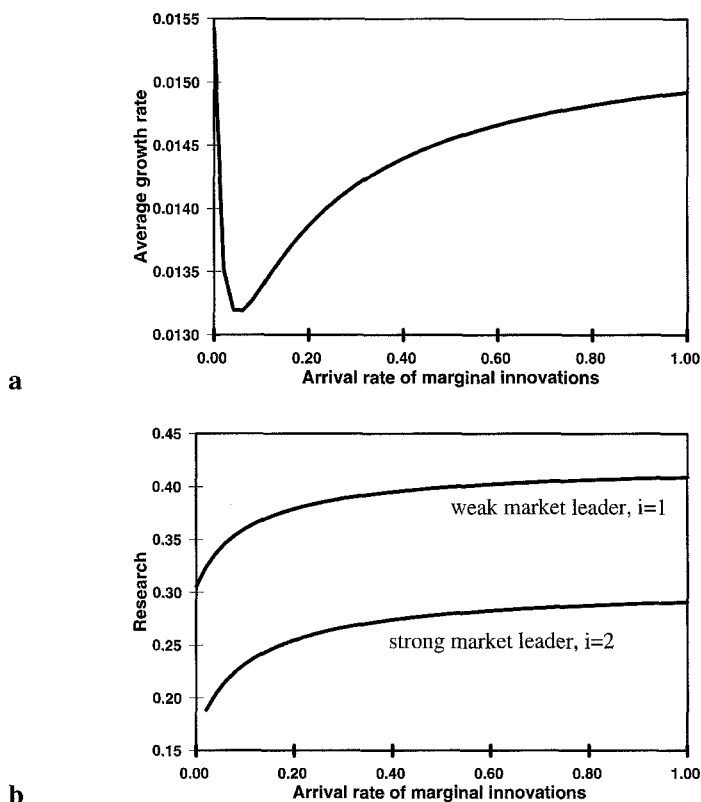 0.0155
0.0150
0.0145
0.0140
0.0135
0.0130
Average growth rate
0.00 0.20 0.40 0.60 0.80 1.00
Arrival rate of marginal innovations
a
0.45
0.40
0.35
0.30
0.25
0.20
0.15
Research
weak market leader, i=1
strong market leader, i=2
0.00 0.20 0.40 0.60 0.80 1.00
Arrival rate of marginal innovations
b